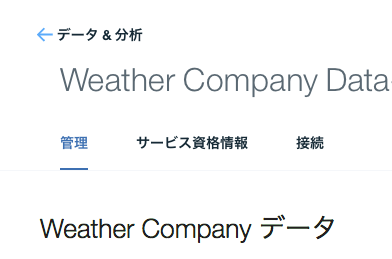 ← データ & 分析
Weather Company Data-
管理 サービス資格情報 接続
Weather Company データ